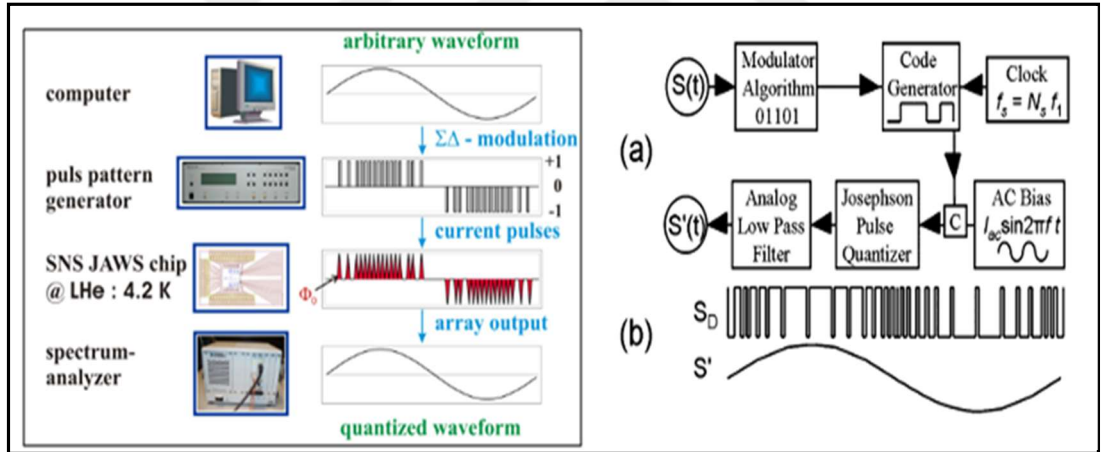 arbitrary waveform
computer
ΣΔ - modulation
puls pattern
generator
+1
0
-1
current pulses
SNS JAWS chip
@ LHe : 4.2 K
Φ₀
array output
spectrum-
analyzer
quantized waveform
(a)
S(t)
Modulator
Algorithm
01101
Code
Generator
Clock
fₛ = Nₛ f₁
S'(t)
Analog
Low Pass
Filter
Josephson
Pulse
Quantizer
C
AC Bias
I_ac sin2πf t
(b)
S_D
S'